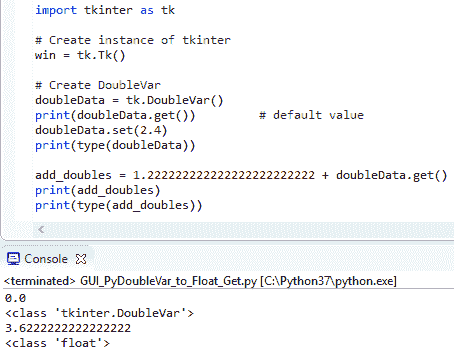 import tkinter as tk
# Create instance of tkinter
win = tk.Tk()
# Create DoubleVar
doubleData = tk.DoubleVar()
print(doubleData.get())         # default value
doubleData.set(2.4)
print(type(doubleData))
add_doubles = 1.222222222222222222222222 + doubleData.get()
print(add_doubles)
print(type(add_doubles))
Console
<terminated> GUI_PyDoubleVar_to_Float_Get.py [C:\Python37\python.exe]
0.0
<class 'tkinter.DoubleVar'>
3.6222222222222222
<class 'float'>